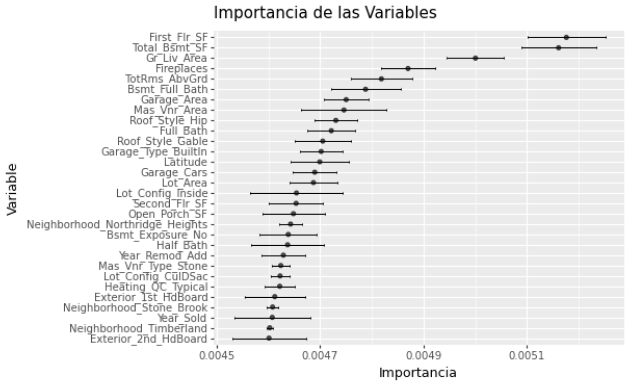 Importancia de las Variables
Variable
First_Flr_SF
Total_Bsmt_SF
Gr_Liv_Area
Fireplaces
TotRms_AbvGrd
Bsmt_Full_Bath
Garage_Area
Mas_Vnr_Area
Roof_Style_Hip
Full_Bath
Roof_Style_Gable
Garage_Type_BuiltIn
Latitude
Garage_Cars
Lot_Area
Lot_Config_Inside
Second_Flr_SF
Open_Porch_SF
Neighborhood_Northridge_Heights
Bsmt_Exposure_No
Half_Bath
Year_Remod_Add
Mas_Vnr_Type_Stone
Lot_Config_CulDSac
Heating_QC_Typical
Exterior_1st_HdBoard
Neighborhood_Stone_Brook
Year_Sold
Neighborhood_Timberland
Exterior_2nd_HdBoard
0.0045 0.0047 0.0049 0.0051
Importancia